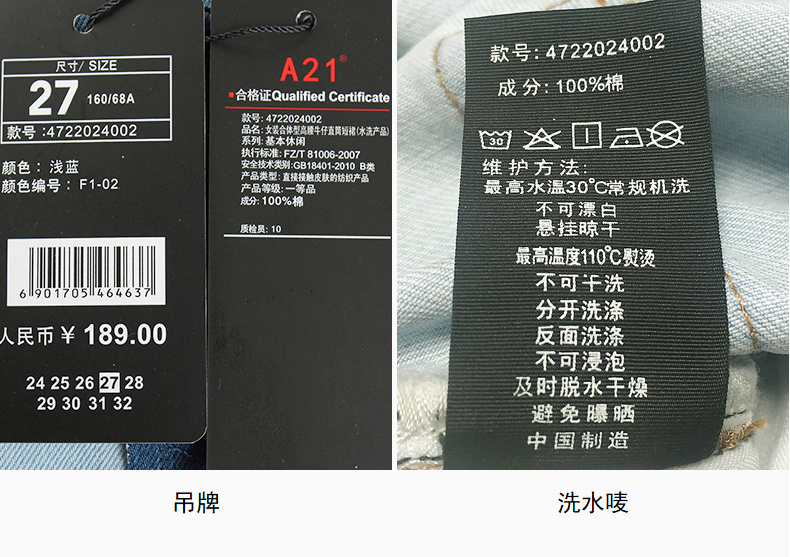 尺寸/ SIZE
27 160/68A
款号:4722024002
颜色：浅蓝
颜色编号：F1-02
6 901705 464637
人民币 ¥ 189.00
24 25 26 27 28
29 30 31 32
A21®
合格证Qualified Certificate
款号: 4722024002
品名: 女装合体型高腰牛仔直筒短裙(水洗产品)
系列: 基本休闲
执行标准: FZ/T 81006-2007
安全技术类别:GB18401-2010 B类
产品类型: 直接接触皮肤的纺织产品
产品等级: 一等品
成分: 100%棉
质检员: 10
款号: 4722024002
成分: 100%棉
30
维护方法:
最高水温30℃常规机洗
不可漂白
悬挂晾干
最高温度110℃熨烫
不可干洗
分开洗涤
反面洗涤
不可浸泡
及时脱水干燥
避免曝晒
中国制造
吊牌
洗水唛